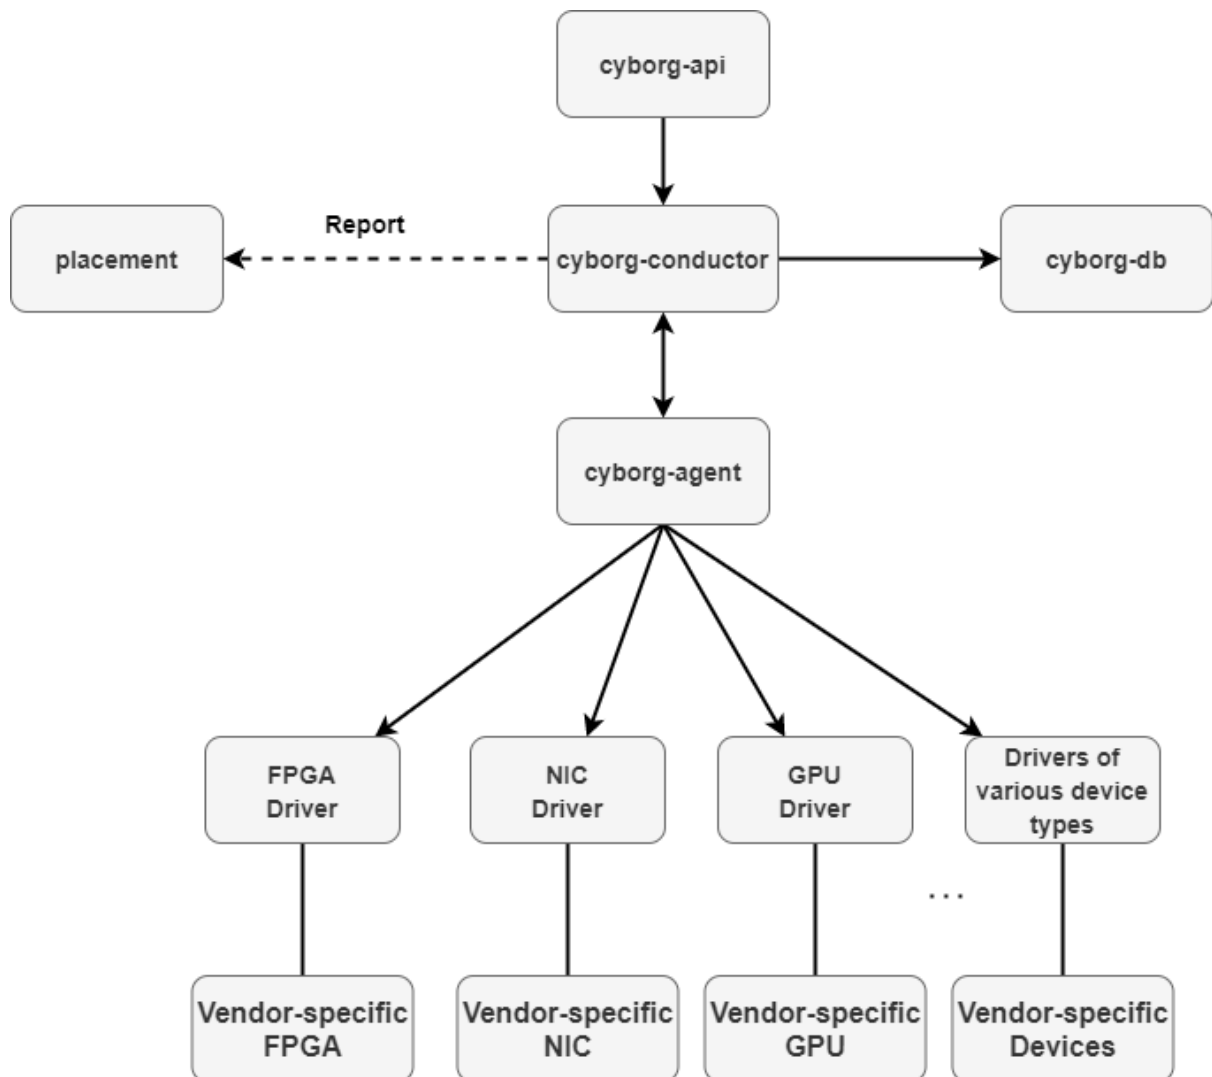 cyborg-api
Report
placement
cyborg-conductor
cyborg-db
cyborg-agent
FPGA
Driver
NIC
Driver
GPU
Driver
Drivers of
various device
types
...
Vendor-specific
FPGA
Vendor-specific
NIC
Vendor-specific
GPU
Vendor-specific
Devices